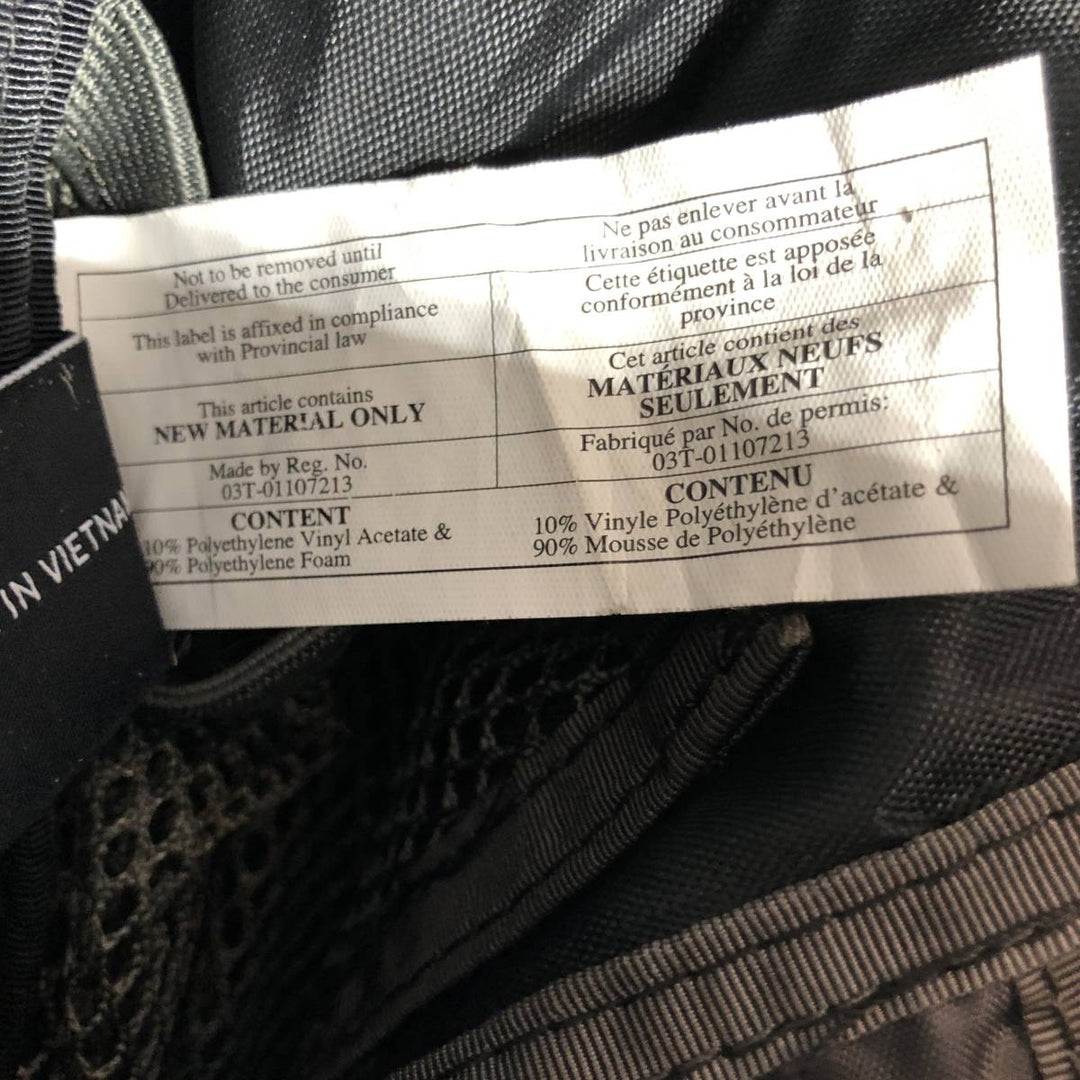 Not to be removed until
Delivered to the consumer
This label is affixed in compliance
with Provincial law
This article contains
NEW MATERIAL ONLY
Made by Reg. No.
03T-01107213
CONTENT
10% Polyethylene Vinyl Acetate &
90% Polyethylene Foam
Ne pas enlever avant la
livraison au consommateur
Cette étiquette est apposée
conformément à la loi de la
province
Cet article contient des
MATÉRIAUX NEUFS
SEULEMENT
Fabriqué par No. de permis:
03T-01107213
CONTENU
10% Vinyle Polyéthylène d'acétate &
90% Mousse de Polyéthylène
IN VIETNA